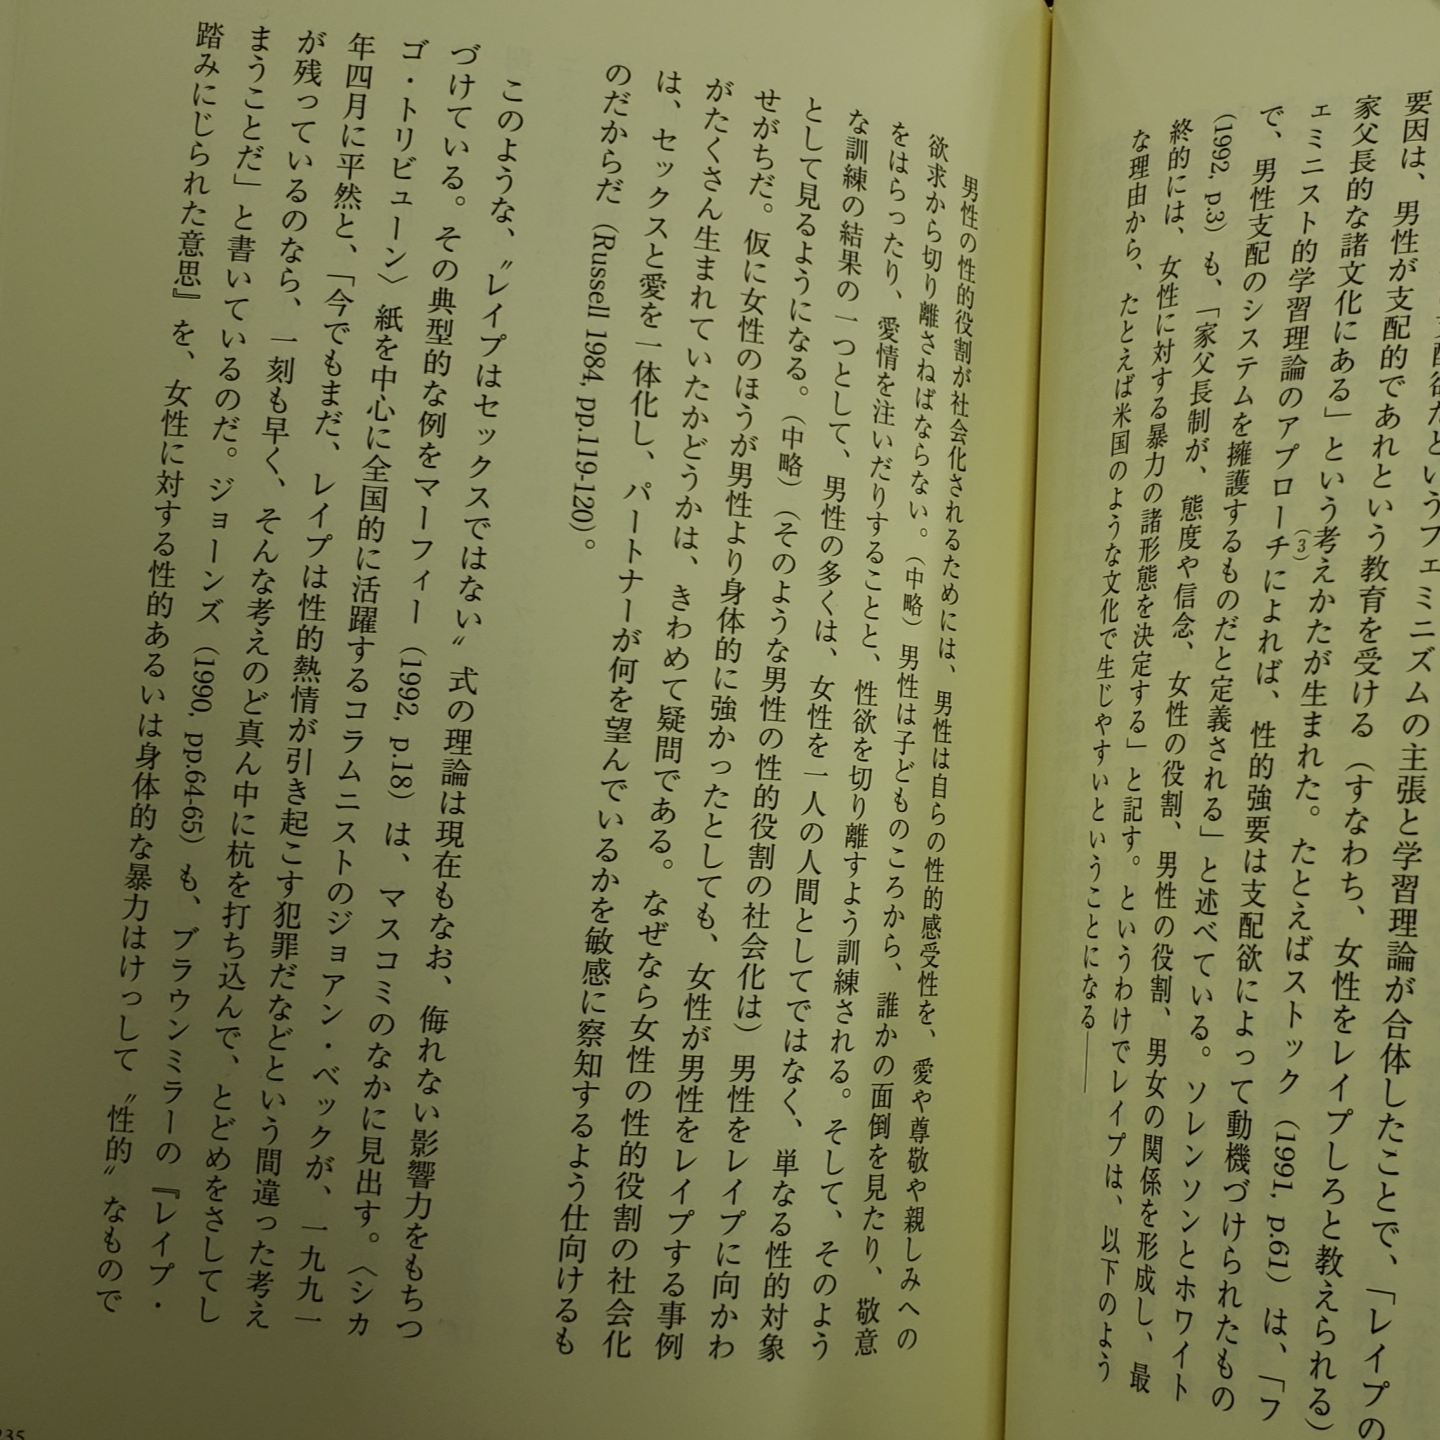 支配欲だというフェミニズムの主張と学習理論が合体したことで、「レイプの
要因は、男性が支配的であれという教育を受ける（すなわち、女性をレイプしろと教えられる）
家父長的な諸文化にある」という考えかたが生まれた。たとえばストック（1991, p.61）は、「フ
ェミニスト的学習理論のアプローチによれば、性的強要は支配欲によって動機づけられたもの
(3)
で、男性支配のシステムを擁護するものだと定義される」と述べている。ソレンソンとホワイト
（1992, p.3）も、「家父長制が、態度や信念、女性の役割、男性の役割、男女の関係を形成し、最
終的には、女性に対する暴力の諸形態を決定する」と記す。というわけでレイプは、以下のよう
な理由から、たとえば米国のような文化で生じやすいということになる――
男性の性的役割が社会化されるためには、男性は自らの性的感受性を、愛や尊敬や親しみへの
欲求から切り離さねばならない。（中略）男性は子どものころから、誰かの面倒を見たり、敬意
をはらったり、愛情を注いだりすることと、性欲を切り離すよう訓練される。そして、そのよう
な訓練の結果の一つとして、男性の多くは、女性を一人の人間としてではなく、単なる性的対象
として見るようになる。（中略）（そのような男性の性的役割の社会化は）男性をレイプに向かわ
せがちだ。仮に女性のほうが男性より身体的に強かったとしても、女性が男性をレイプする事例
がたくさん生まれていたかどうかは、きわめて疑問である。なぜなら女性の性的役割の社会化
は、セックスと愛を一体化し、パートナーが何を望んでいるかを敏感に察知するよう仕向けるも
のだからだ（Russell 1984, pp.119-120）。
このような、〝レイプはセックスではない〟式の理論は現在もなお、侮れない影響力をもちつ
づけている。その典型的な例をマーフィー（1992, p.18）は、マスコミのなかに見出す。〈シカ
ゴ・トリビューン〉紙を中心に全国的に活躍するコラムニストのジョアン・ベックが、一九九一
年四月に平然と、「今でもまだ、レイプは性的熱情が引き起こす犯罪だなどという間違った考え
が残っているのなら、一刻も早く、そんな考えのど真ん中に杭を打ち込んで、とどめをさしてし
まうことだ」と書いているのだ。ジョーンズ（1990, pp.64-65）も、ブラウンミラーの『レイプ・
踏みにじられた意思』を、女性に対する性的あるいは身体的な暴力はけっして〝性的〟なもので
235